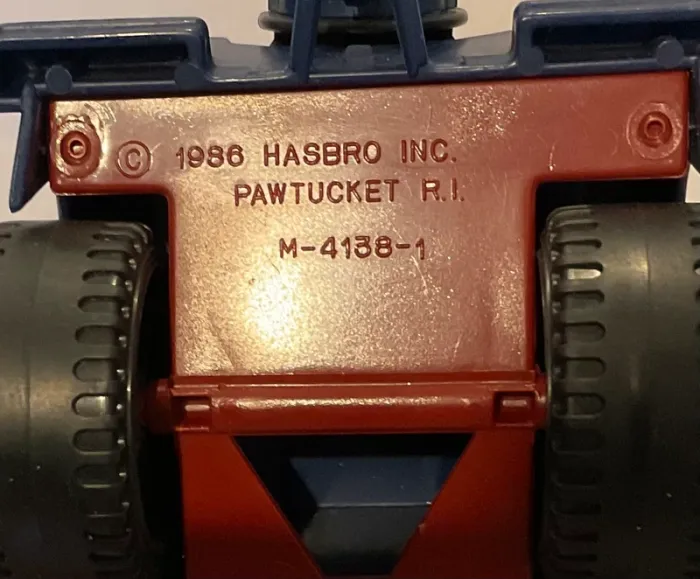 © 1986 HASBRO INC.
PAWTUCKET R.I.
M-4138-1